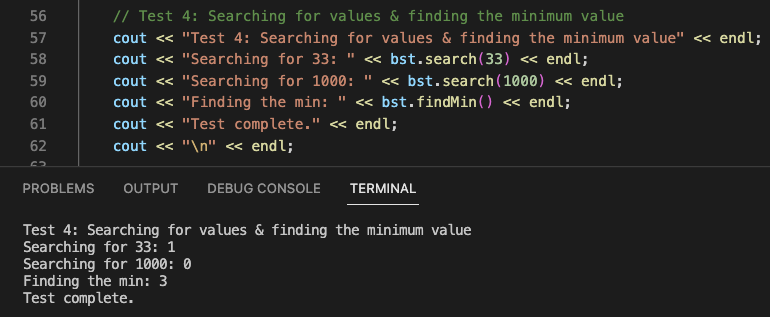 56 // Test 4: Searching for values & finding the minimum value
57 cout << "Test 4: Searching for values & finding the minimum value" << endl;
58 cout << "Searching for 33: " << bst.search(33) << endl;
59 cout << "Searching for 1000: " << bst.search(1000) << endl;
60 cout << "Finding the min: " << bst.findMin() << endl;
61 cout << "Test complete." << endl;
62 cout << "\n" << endl;
63
PROBLEMS OUTPUT DEBUG CONSOLE TERMINAL
Test 4: Searching for values & finding the minimum value
Searching for 33: 1
Searching for 1000: 0
Finding the min: 3
Test complete.